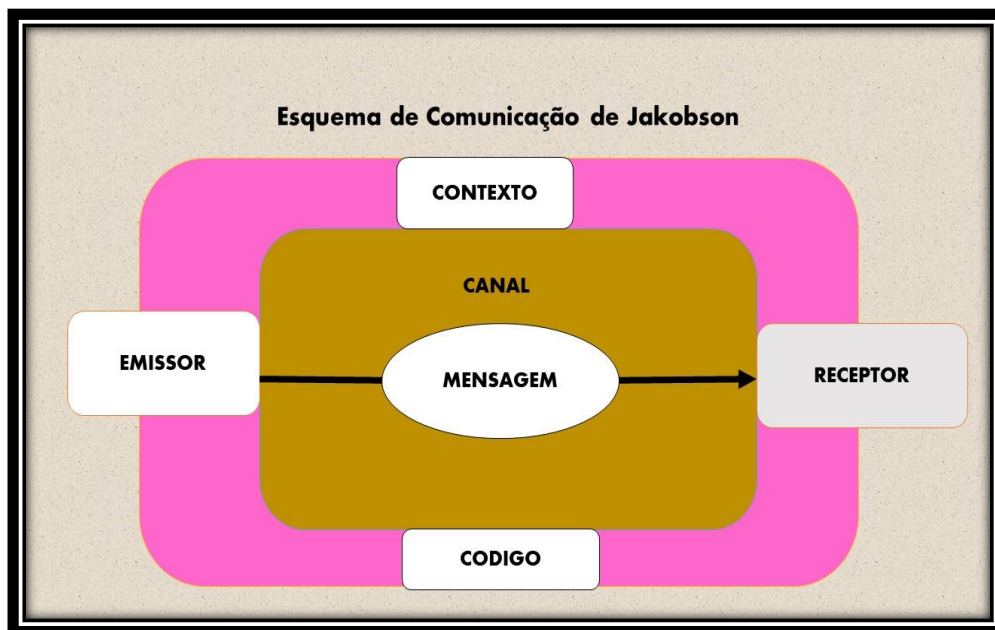 Esquema de Comunicação de Jakobson
CONTEXTO
CANAL
EMISSOR
MENSAGEM
RECEPTOR
CODIGO